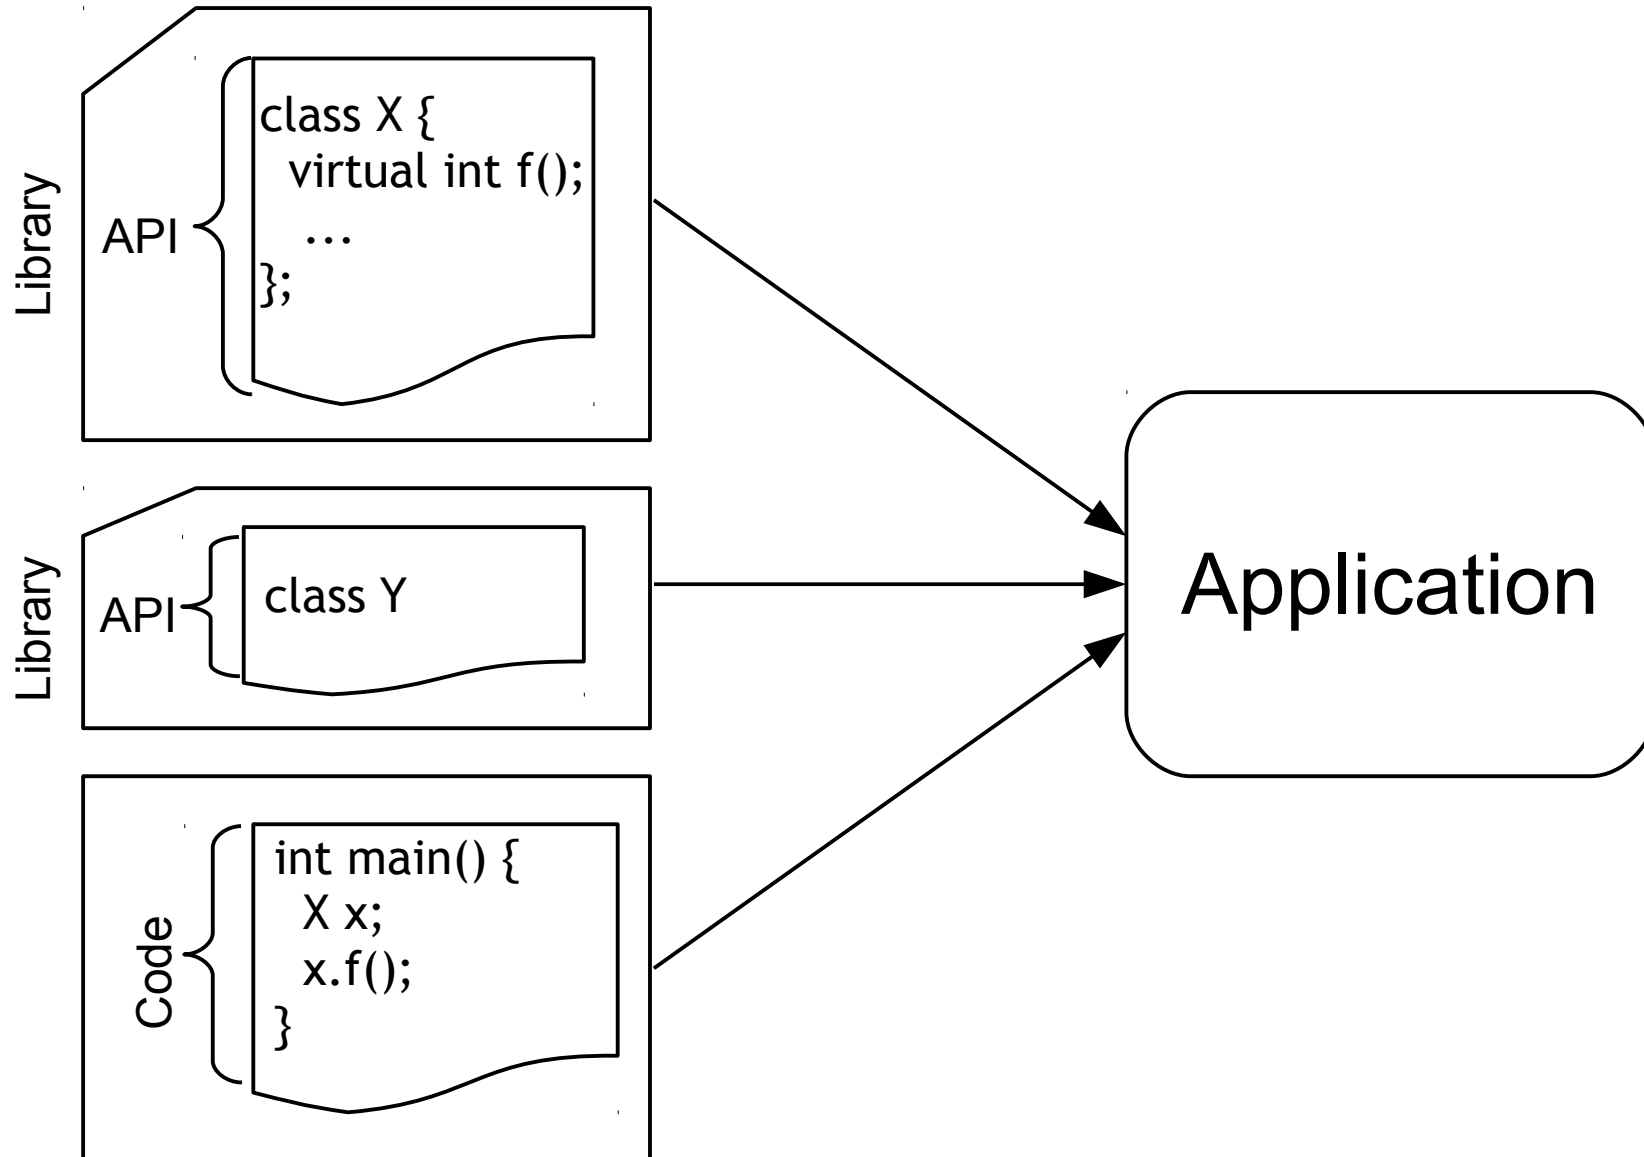 Library
API
class X {
virtual int f();
...
};
Library
API
class Y
Code
int main() {
X x;
x.f();
}
Application